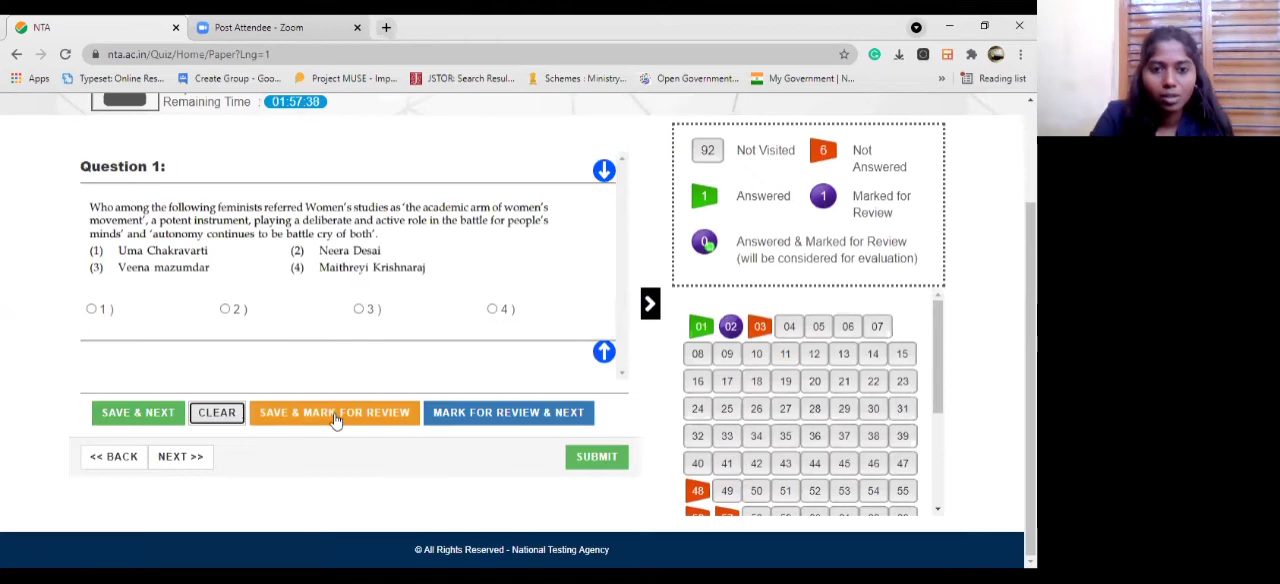 NTA
Post Attendee - Zoom
nta.ac.in/Quiz/Home/Paper?Lng=1
Apps Typeset: Online Res... Create Group - Goo... Project MUSE - Imp... JSTOR: Search Resul... Schemes : Ministry... Open Government... My Government | N... » Reading list
Remaining Time : 01:57:38
Question 1:
Who among the following feminists referred Women's studies as 'the academic arm of women's
movement', a potent instrument, playing a deliberate and active role in the battle for people's
minds' and 'autonomy continues to be battle cry of both'.
(1) Uma Chakravarti (2) Neera Desai
(3) Veena mazumdar (4) Maithreyi Krishnaraj
1 ) 2 ) 3 ) 4 )
SAVE & NEXT CLEAR SAVE & MARK FOR REVIEW MARK FOR REVIEW & NEXT
<< BACK NEXT >> SUBMIT
92 Not Visited 6 Not
Answered
1 Answered 1 Marked for
Review
0 Answered & Marked for Review
(will be considered for evaluation)
01 02 03 04 05 06 07
08 09 10 11 12 13 14 15
16 17 18 19 20 21 22 23
24 25 26 27 28 29 30 31
32 33 34 35 36 37 38 39
40 41 42 43 44 45 46 47
48 49 50 51 52 53 54 55
© All Rights Reserved - National Testing Agency